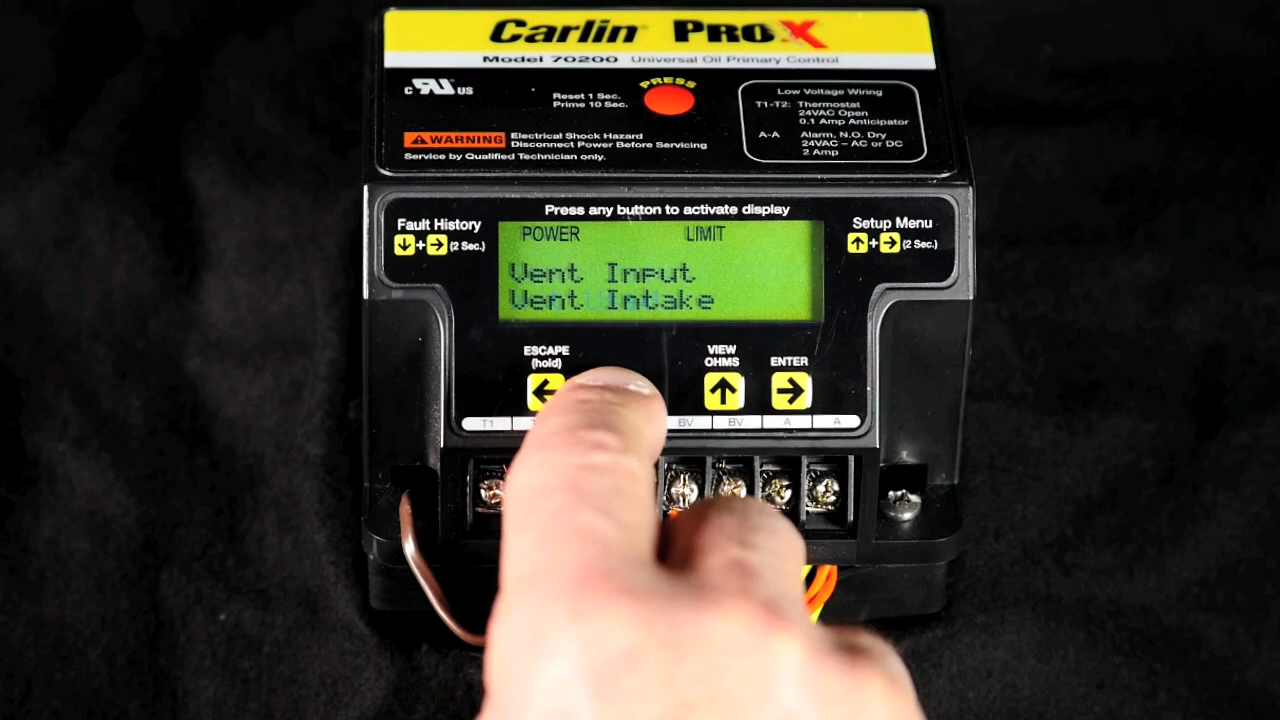 Carlin PROX
Model 70200 Universal Oil Primary Control
C RU US
PRESS
Reset 1 Sec.
Prime 10 Sec.
WARNING
Electrical Shock Hazard
Disconnect Power Before Servicing
Service by Qualified Technician only.
Low Voltage Wiring
T1-T2: Thermostat
24VAC Open
0.1 Amp Anticipator
A-A Alarm, N.O. Dry
24VAC – AC or DC
2 Amp
Press any button to activate display
Fault History
↓+→ (2 Sec.)
POWER LIMIT
Vent Input
Vent Intake
Setup Menu
↑+→ (2 Sec.)
ESCAPE
(hold)
VIEW
OHMS
ENTER
T1 BV BV A A